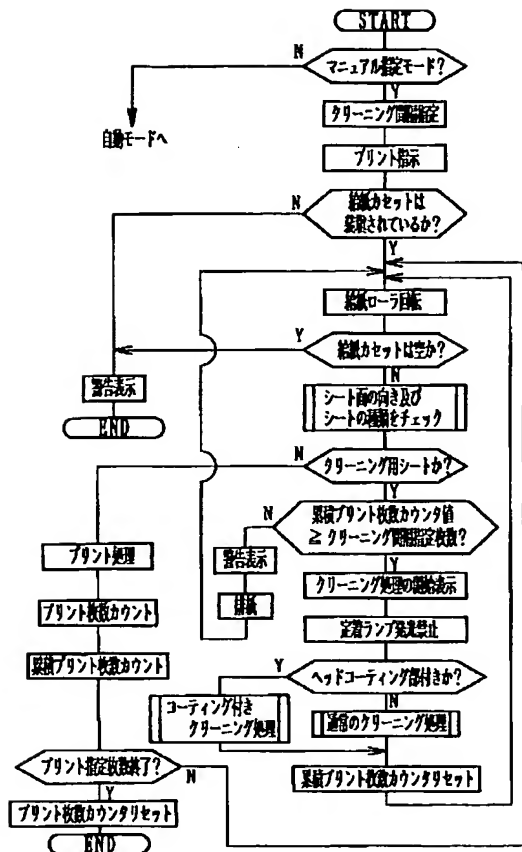 START
N
マニュアル指定モード?
Y
クリーニング間隔指定
自動モードへ
プリント指示
N
給紙カセットは
装着されているか?
Y
給紙ローラ回転
Y
給紙カセットは空か?
N
警告表示
シート面の向き及び
シートの種類をチェック
END
N
クリーニング用シートか?
Y
N
累積プリント枚数カウンタ値
≧クリーニング間隔指定枚数?
Y
プリント処理
警告表示
クリーニング処理の開始表示
排紙
プリント枚数カウント
定着ランプ発光禁止
累積プリント枚数カウント
Y
ヘッドコーティング部付きか?
N
コーティング付き
クリーニング処理
通常のクリーニング処理
プリント指定枚数終了?
N
累積プリント枚数カウンタリセット
Y
プリント枚数カウンタリセット
END